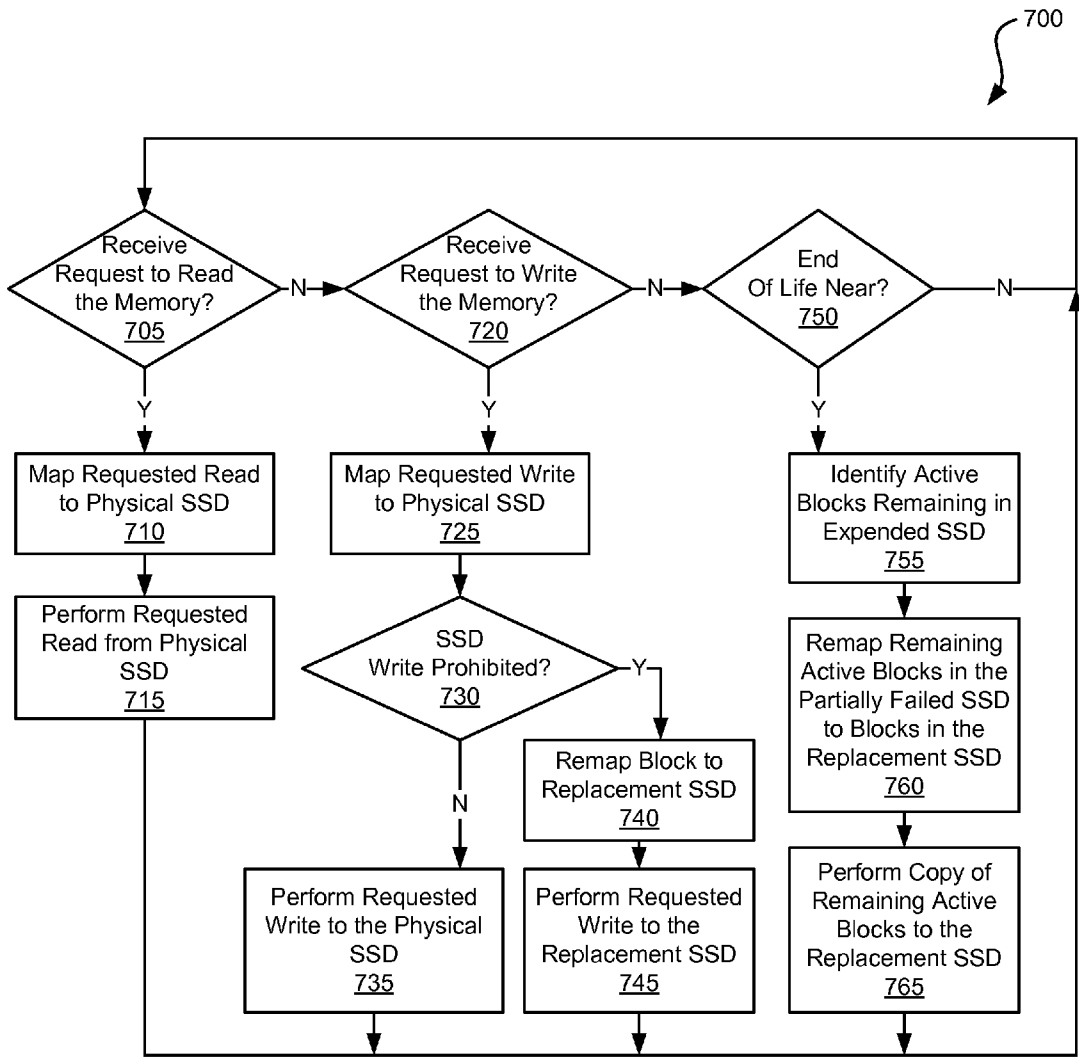 700
Receive
Request to Read
the Memory?
705
N
Receive
Request to Write
the Memory?
720
N
End
Of Life Near?
750
N
Y
Y
Y
Map Requested Read
to Physical SSD
710
Map Requested Write
to Physical SSD
725
Identify Active
Blocks Remaining in
Expended SSD
755
Perform Requested
Read from Physical
SSD
715
SSD
Write Prohibited?
730
Y
N
Remap Remaining
Active Blocks in the
Partially Failed SSD
to Blocks in the
Replacement SSD
760
Remap Block to
Replacement SSD
740
Perform Requested
Write to the Physical
SSD
735
Perform Requested
Write to the
Replacement SSD
745
Perform Copy of
Remaining Active
Blocks to the
Replacement SSD
765